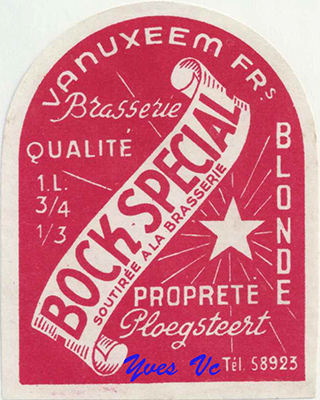 VANUXEEM FRS
Brasserie
QUALITÉ
1.L.
3/4
1/3
BOCK-SPECIAL
SOUTIRÉE A LA BRASSERIE
BLONDE
PROPRETÉ
Ploegsteert
Yves Vc
Tél. 58923